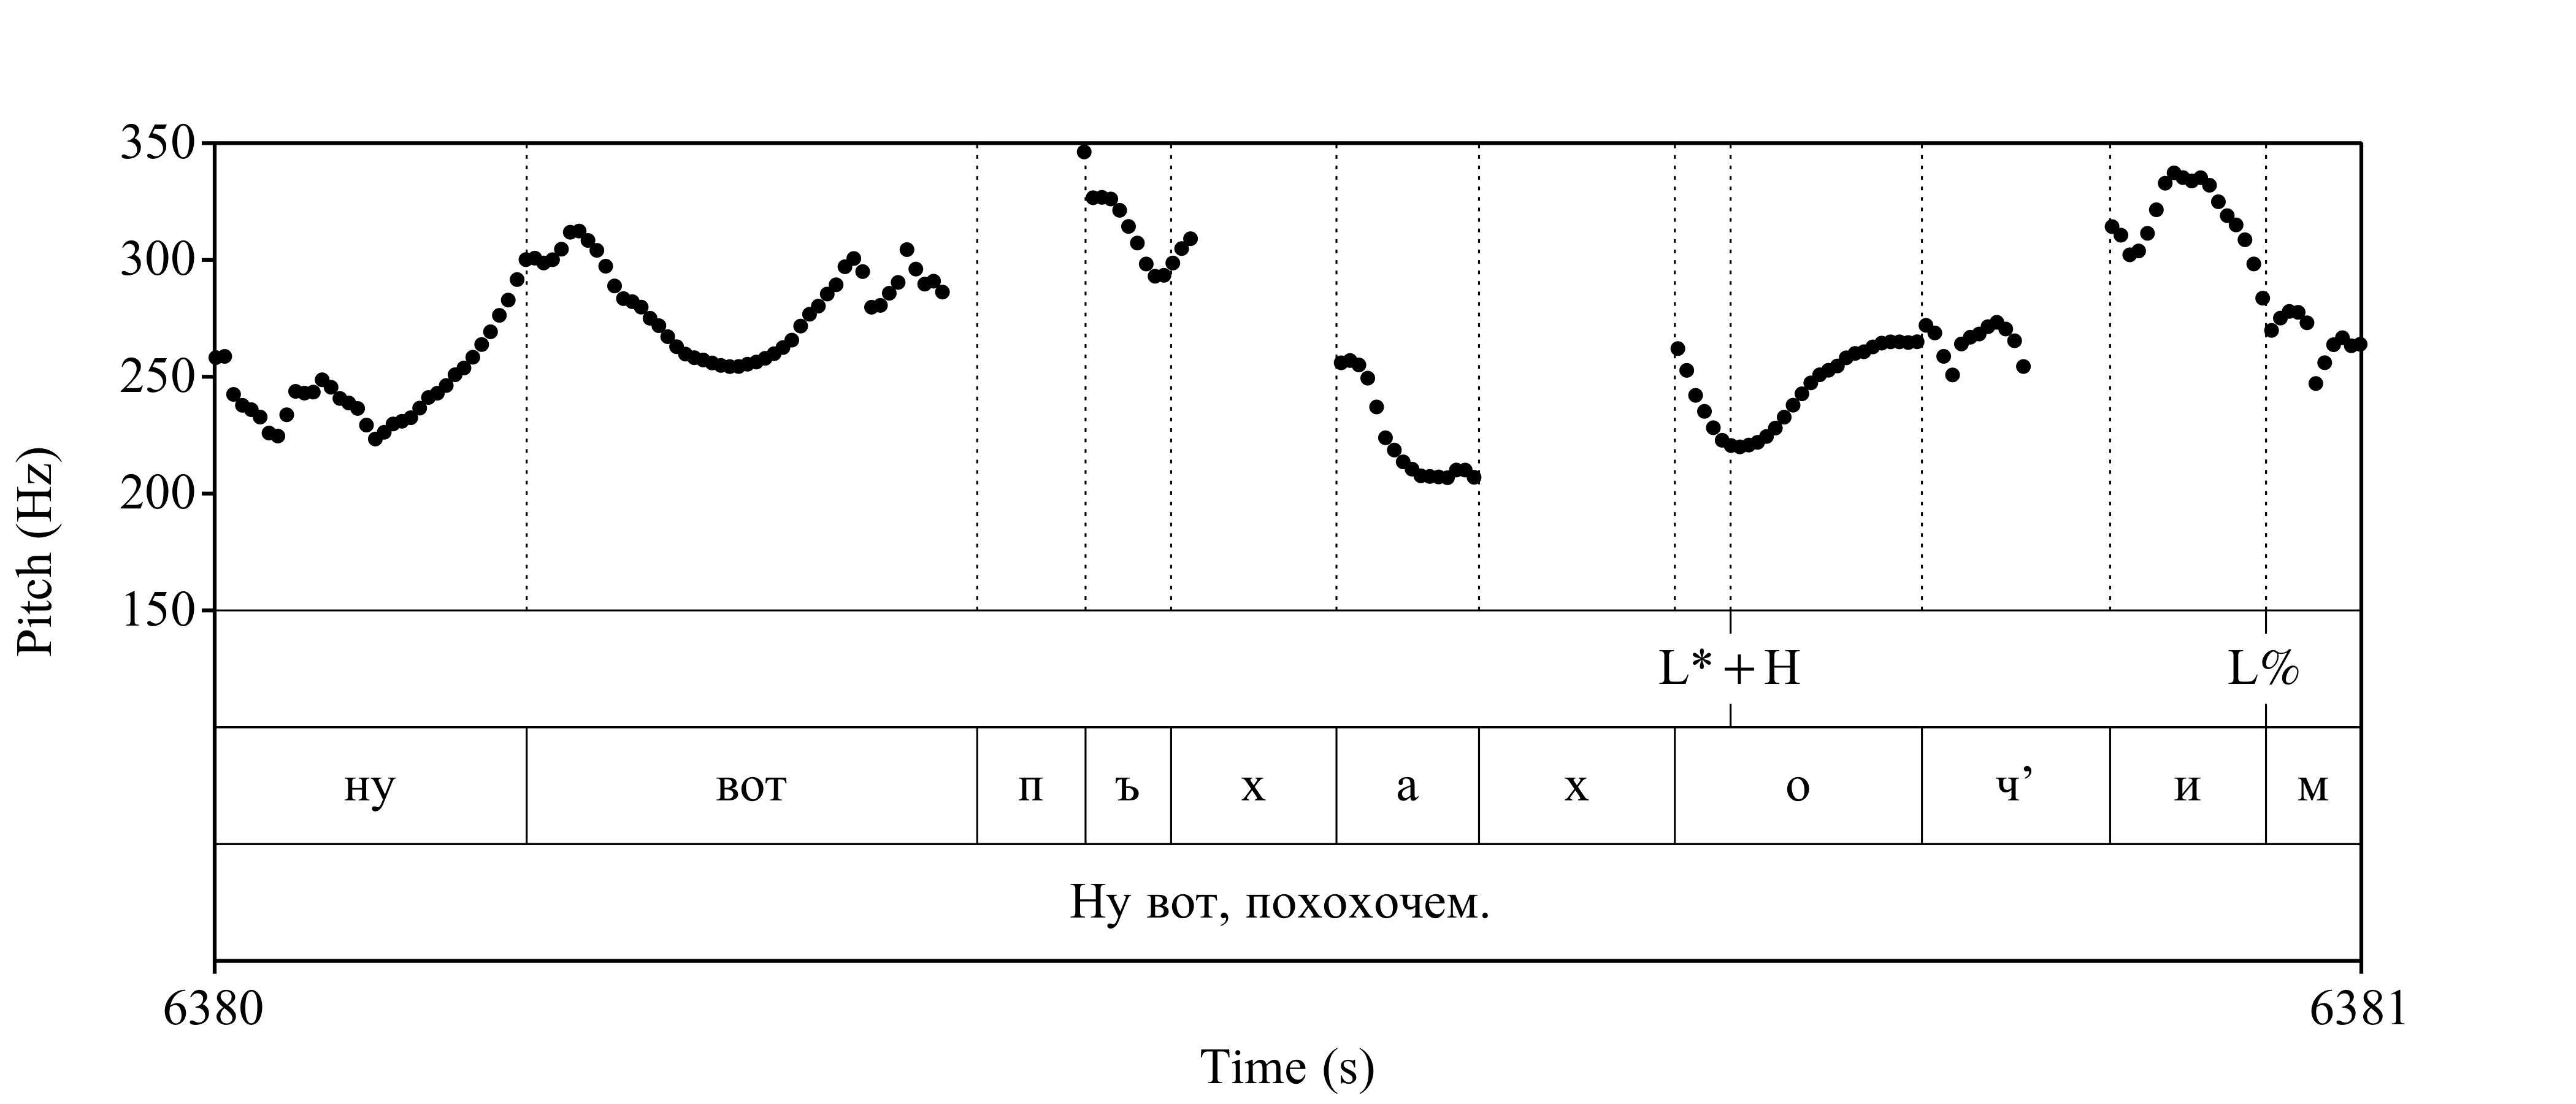 350
300
250
200
150
Pitch (Hz)
L* + H L%
ну вот п ъ х а х о ч’ и м
Ну вот, похохочем.
6380 6381
Time (s)